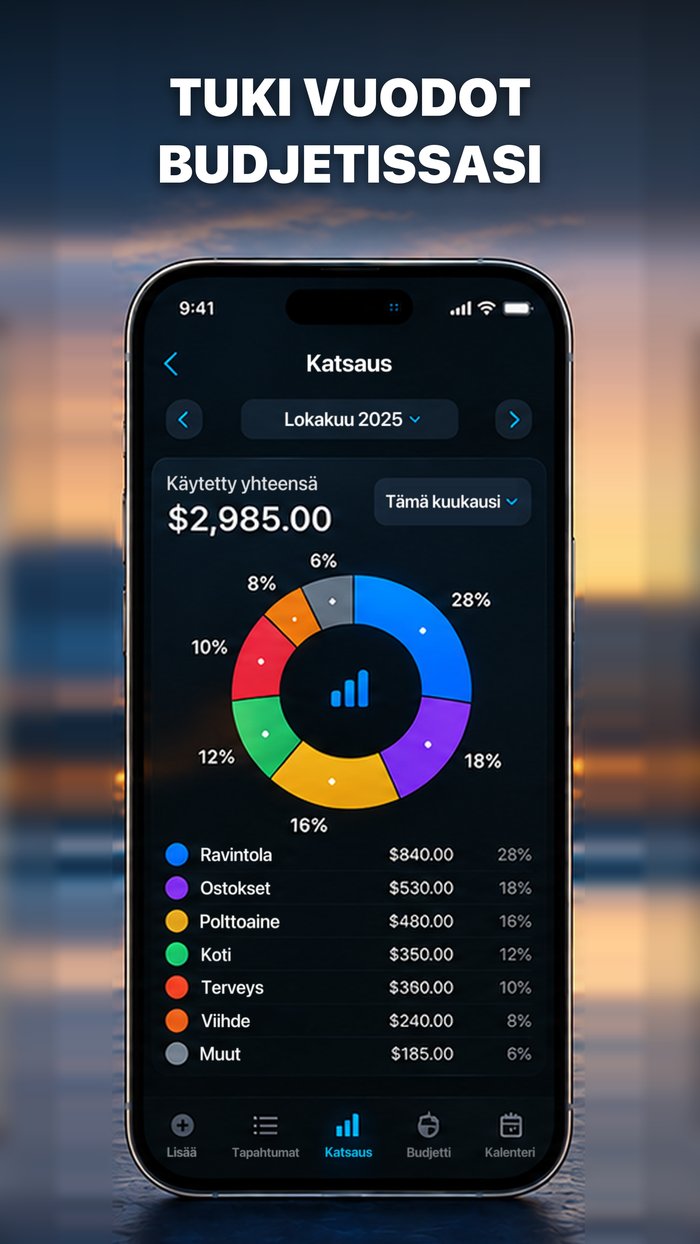 TUKI VUODOT
BUDJETISSASI
9:41
Katsaus
Lokakuu 2025
Käytetty yhteensä
$2,985.00
Tämä kuukausi
6%
8%
28%
10%
12%
18%
16%
Ravintola $840.00 28%
Ostokset $530.00 18%
Polttoaine $480.00 16%
Koti $350.00 12%
Terveys $360.00 10%
Viihde $240.00 8%
Muut $185.00 6%
Lisää Tapahtumat Katsaus Budjetti Kalenteri